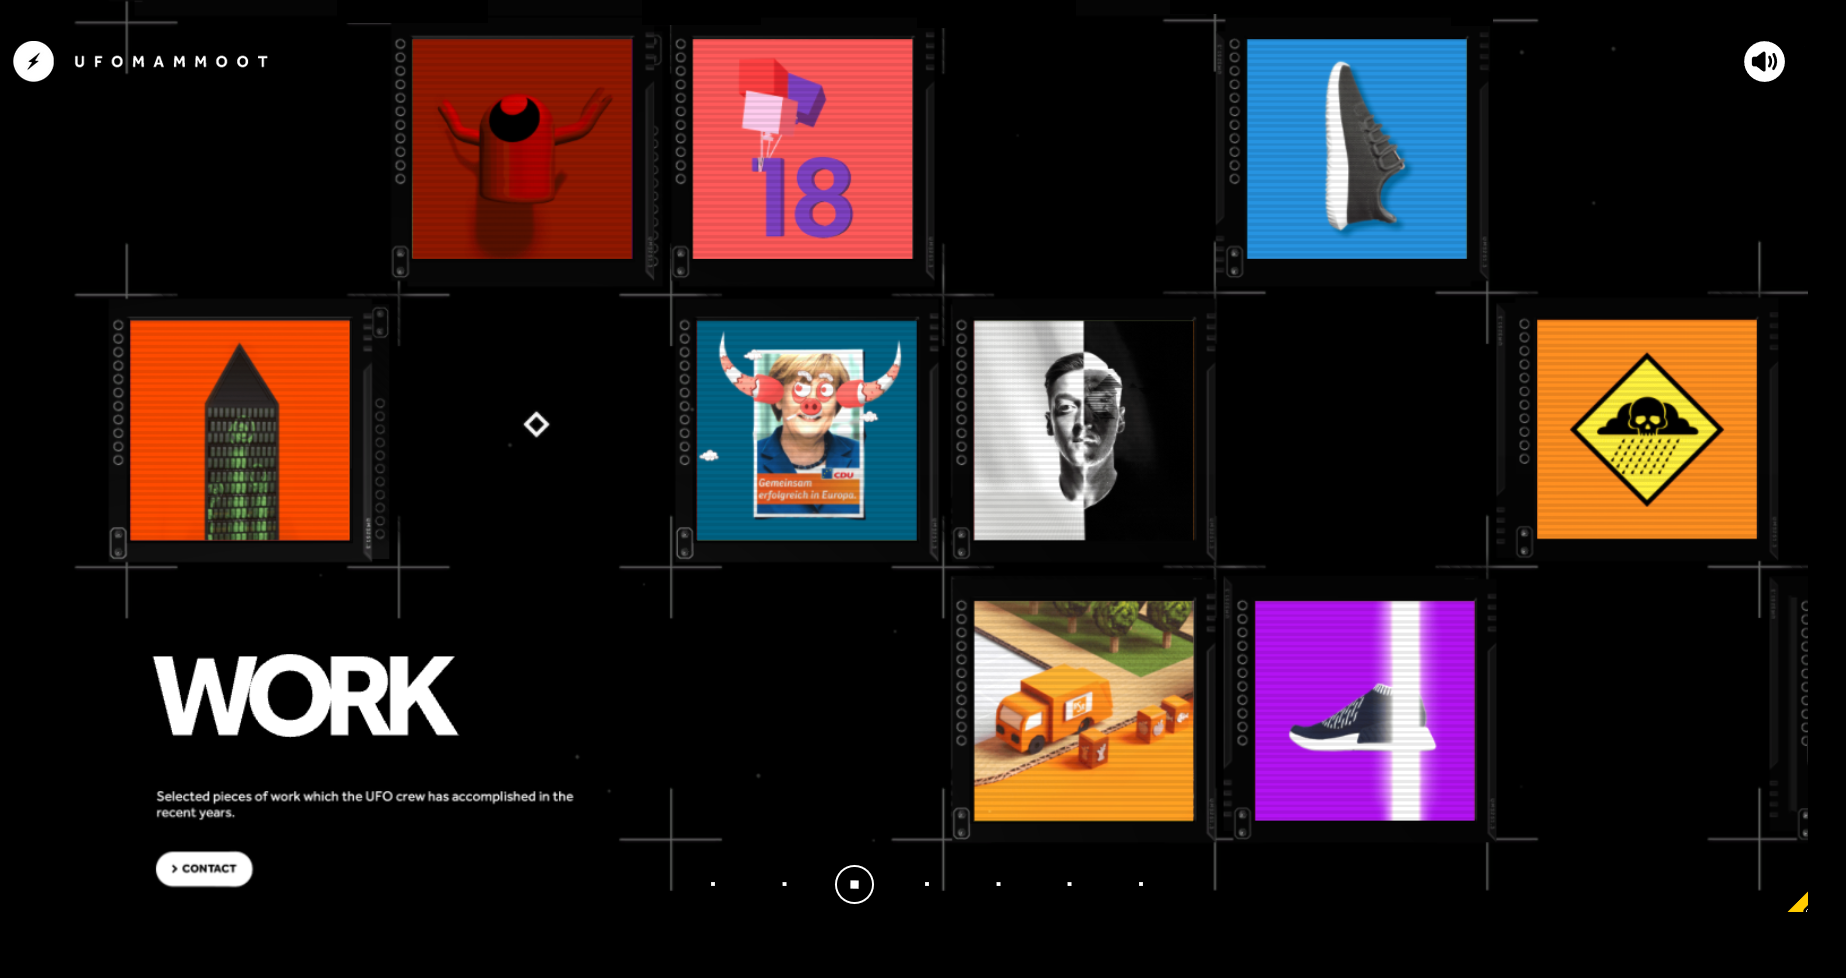 UFOMAMMOOT
18
CDU
Gemeinsam
erfolgreich in Europa.
WORK
Selected pieces of work which the UFO crew has accomplished in the
recent years.
CONTACT